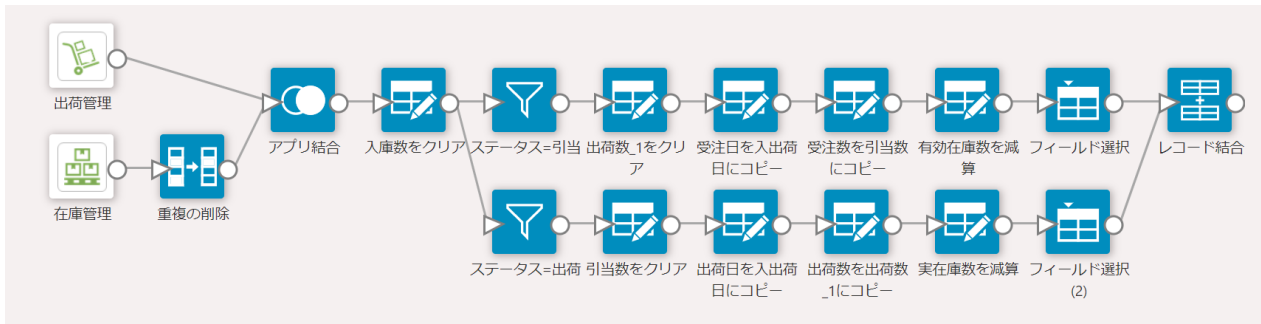 出荷管理
在庫管理
重複の削除
アプリ結合
入庫数をクリア
ステータス=引当
出荷数_1をクリ
ア
受注日を入出荷
日にコピー
受注数を引当数
にコピー
有効在庫数を減
算
フィールド選択
レコード結合
ステータス=出荷
引当数をクリア
出荷日を入出荷
日にコピー
出荷数を出荷数
_1にコピー
実在庫数を減算
フィールド選択
(2)